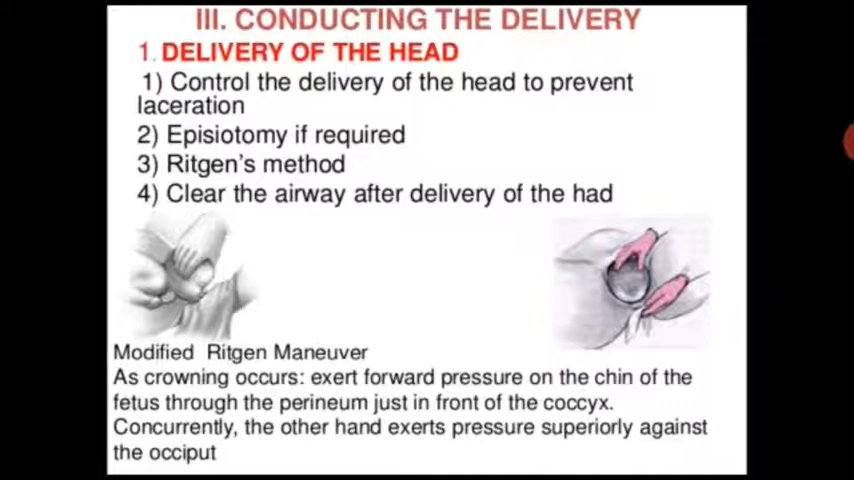 III. CONDUCTING THE DELIVERY
1. DELIVERY OF THE HEAD
1) Control the delivery of the head to prevent
laceration
2) Episiotomy if required
3) Ritgen's method
4) Clear the airway after delivery of the had
Modified Ritgen Maneuver
As crowning occurs: exert forward pressure on the chin of the
fetus through the perineum just in front of the coccyx.
Concurrently, the other hand exerts pressure superiorly against
the occiput